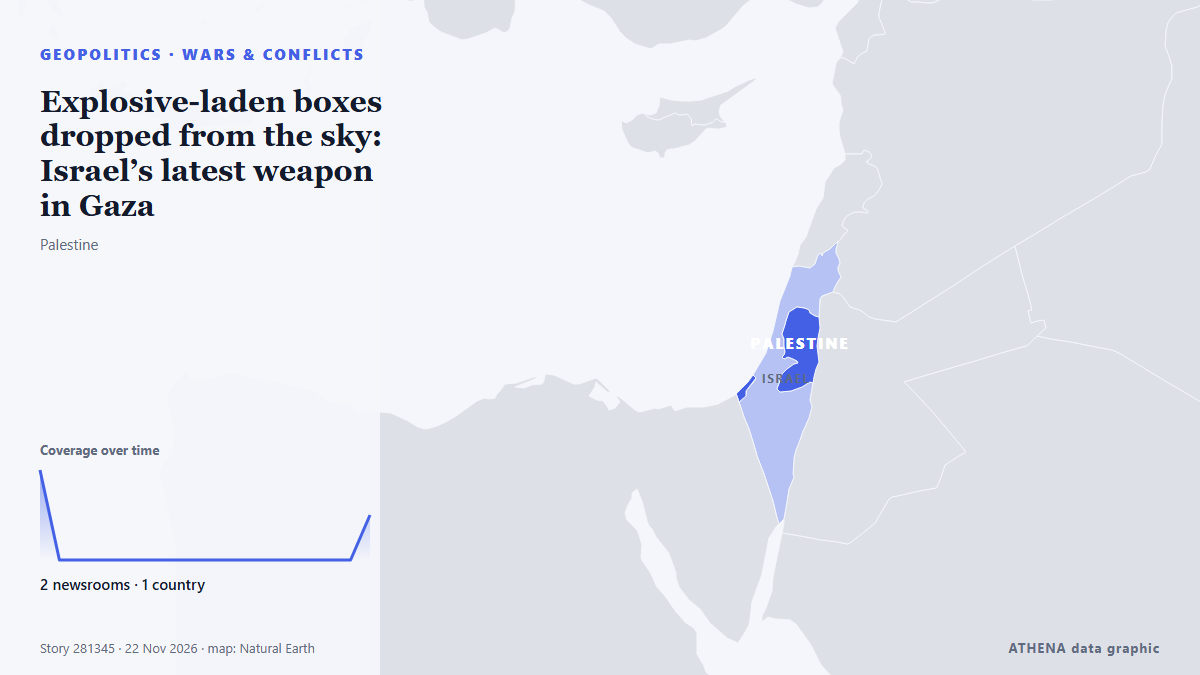 GEOPOLITICS · WARS & CONFLICTS
Explosive-laden boxes
dropped from the sky:
Israel’s latest weapon
in Gaza
Palestine
PALESTINE
ISRAEL
Coverage over time
2 newsrooms · 1 country
Story 281345 · 22 Nov 2026 · map: Natural Earth
ATHENA data graphic